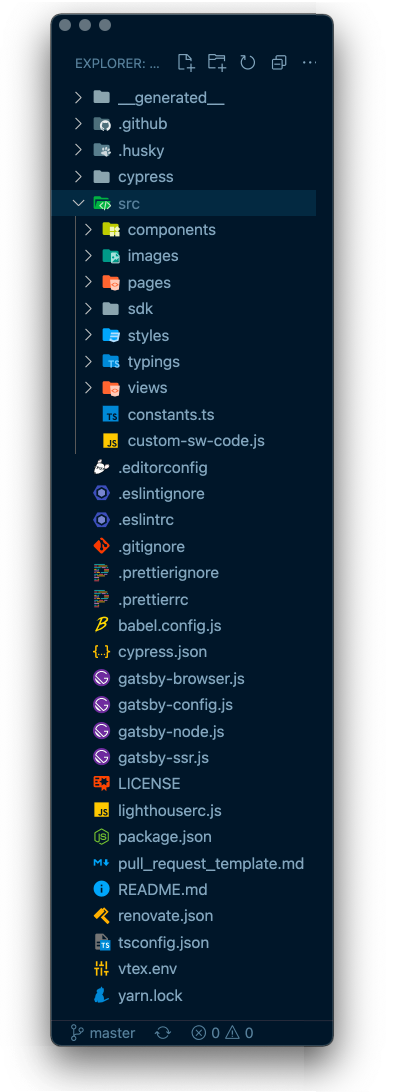 EXPLORER: ...
__generated__
.github
.husky
cypress
src
components
images
pages
sdk
styles
typings
views
constants.ts
custom-sw-code.js
.editorconfig
.eslintignore
.eslintrc
.gitignore
.prettierignore
.prettierrc
babel.config.js
cypress.json
gatsby-browser.js
gatsby-config.js
gatsby-node.js
gatsby-ssr.js
LICENSE
lighthouserc.js
package.json
pull_request_template.md
README.md
renovate.json
tsconfig.json
vtex.env
yarn.lock
master 0 0